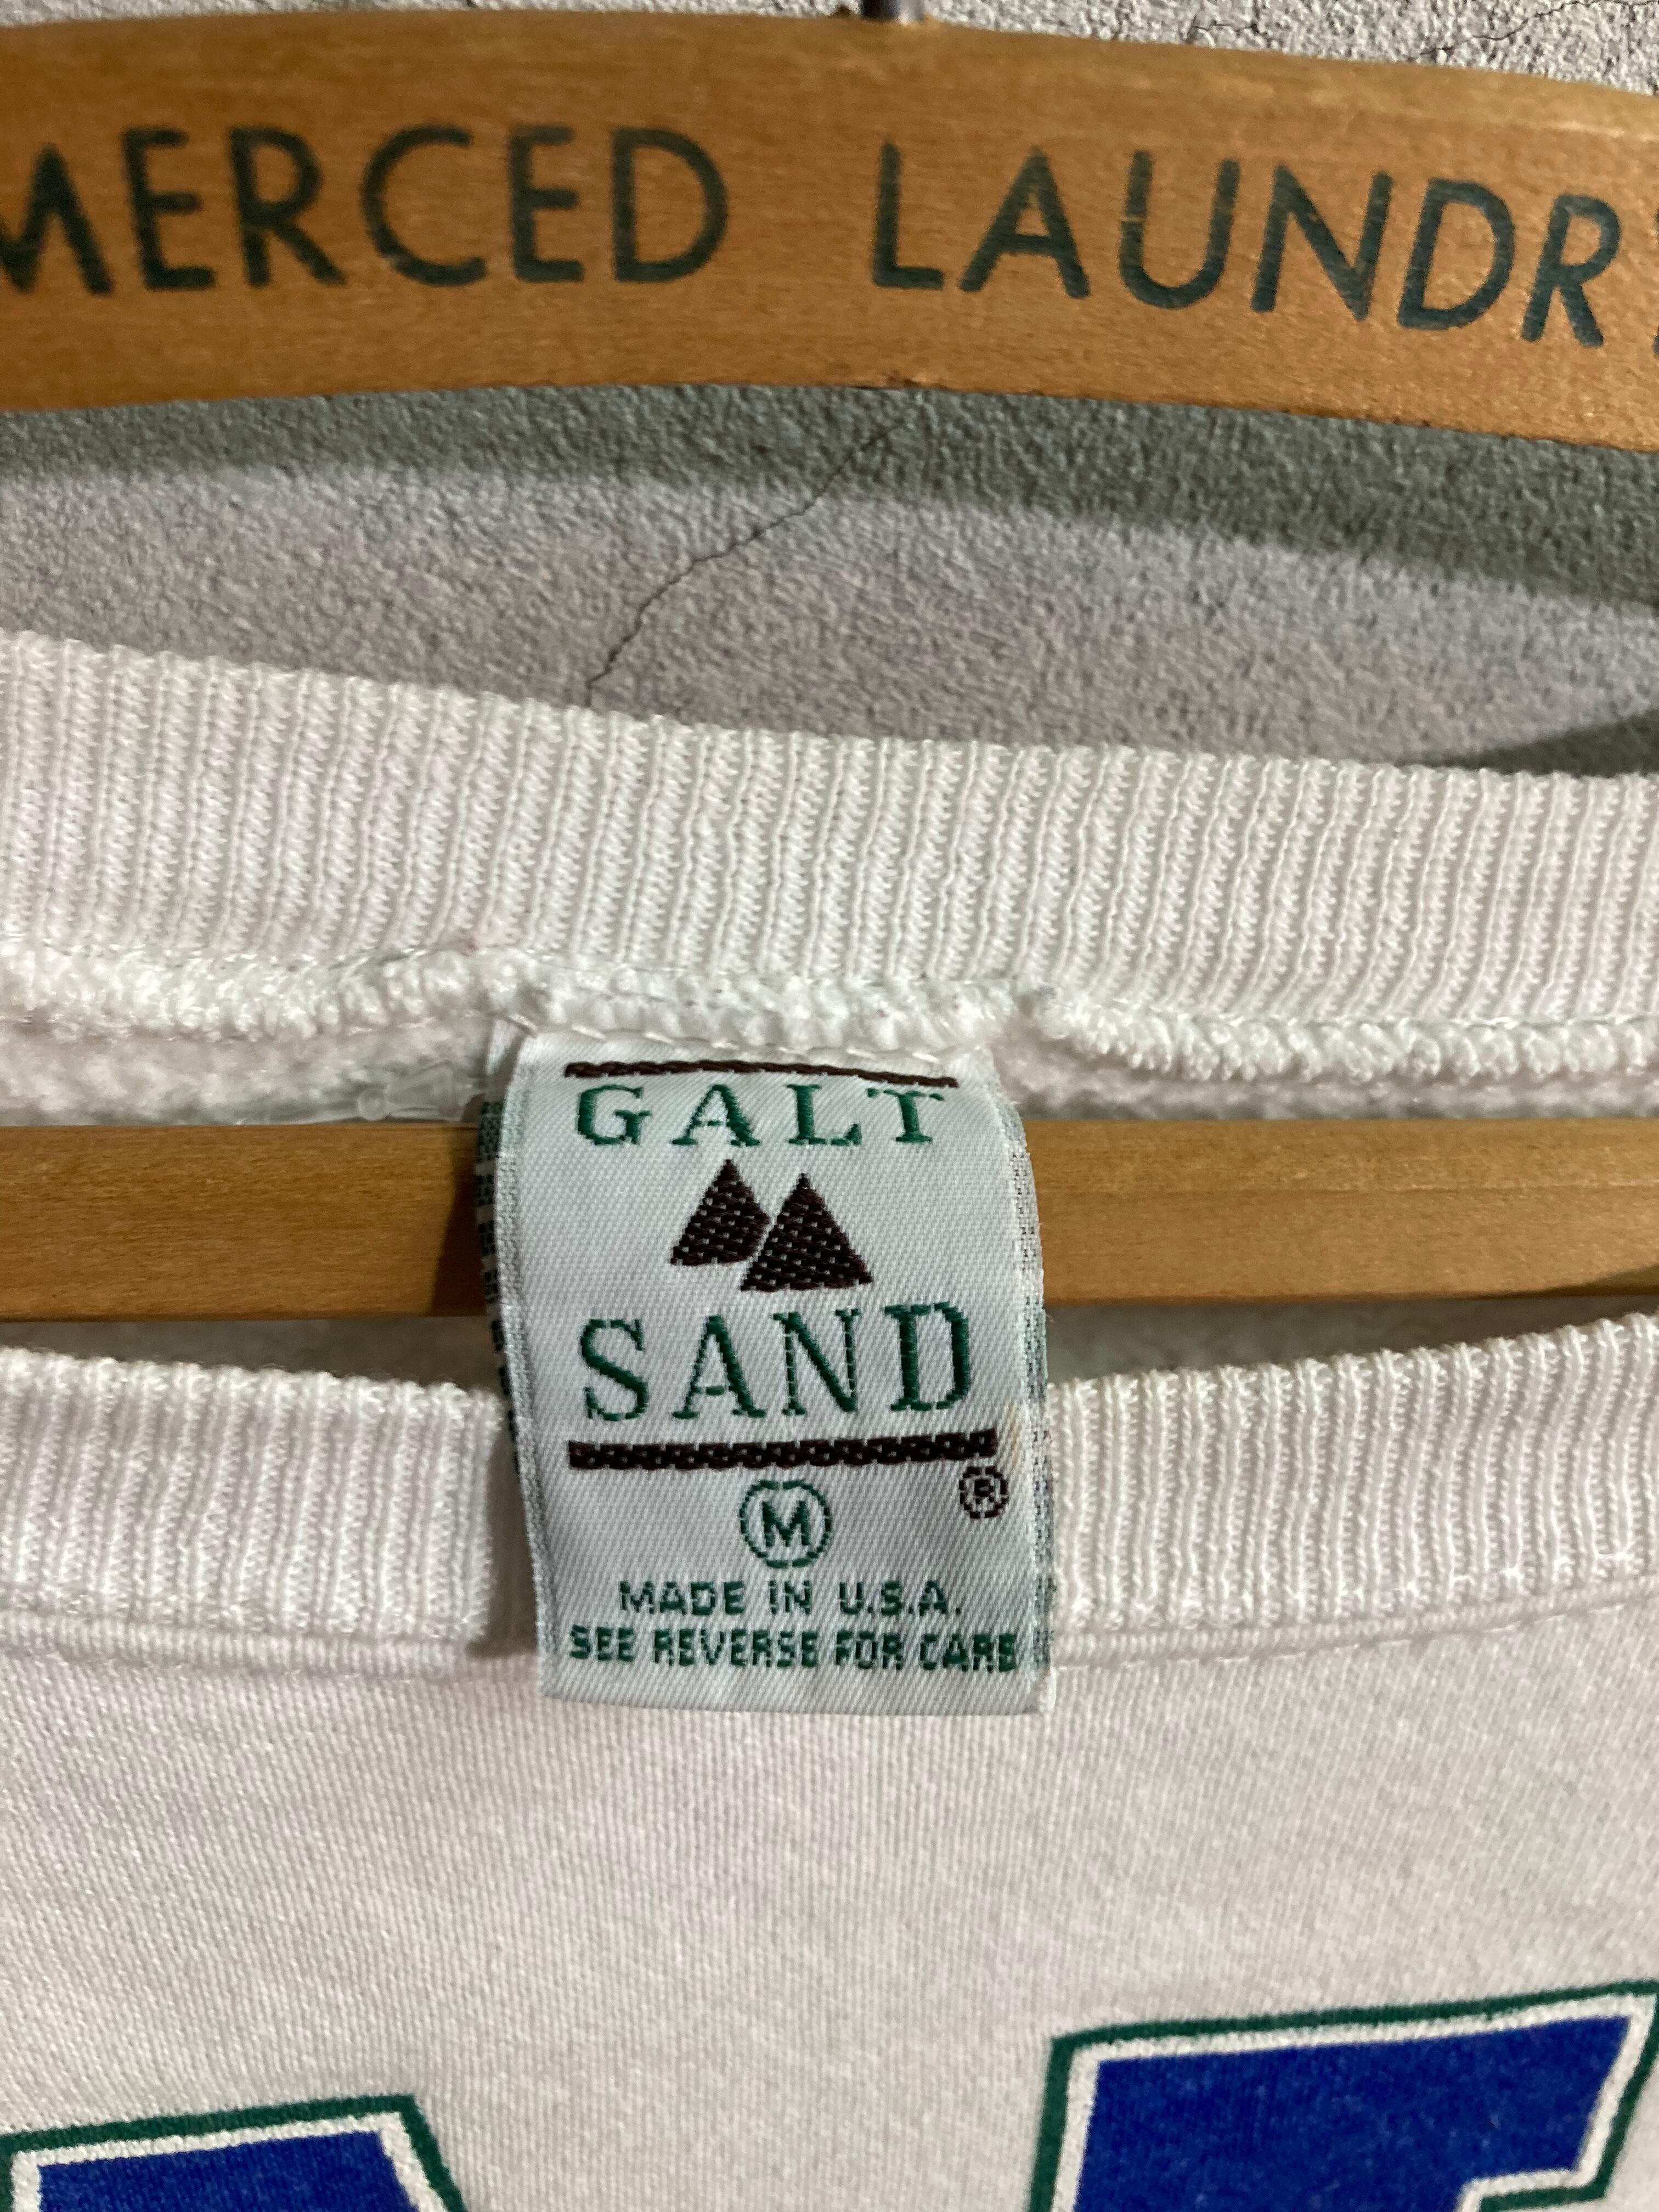 MERCED LAUNDR
GALT
SAND
®
M
MADE IN U.S.A.
SEE REVERSE FOR CARE